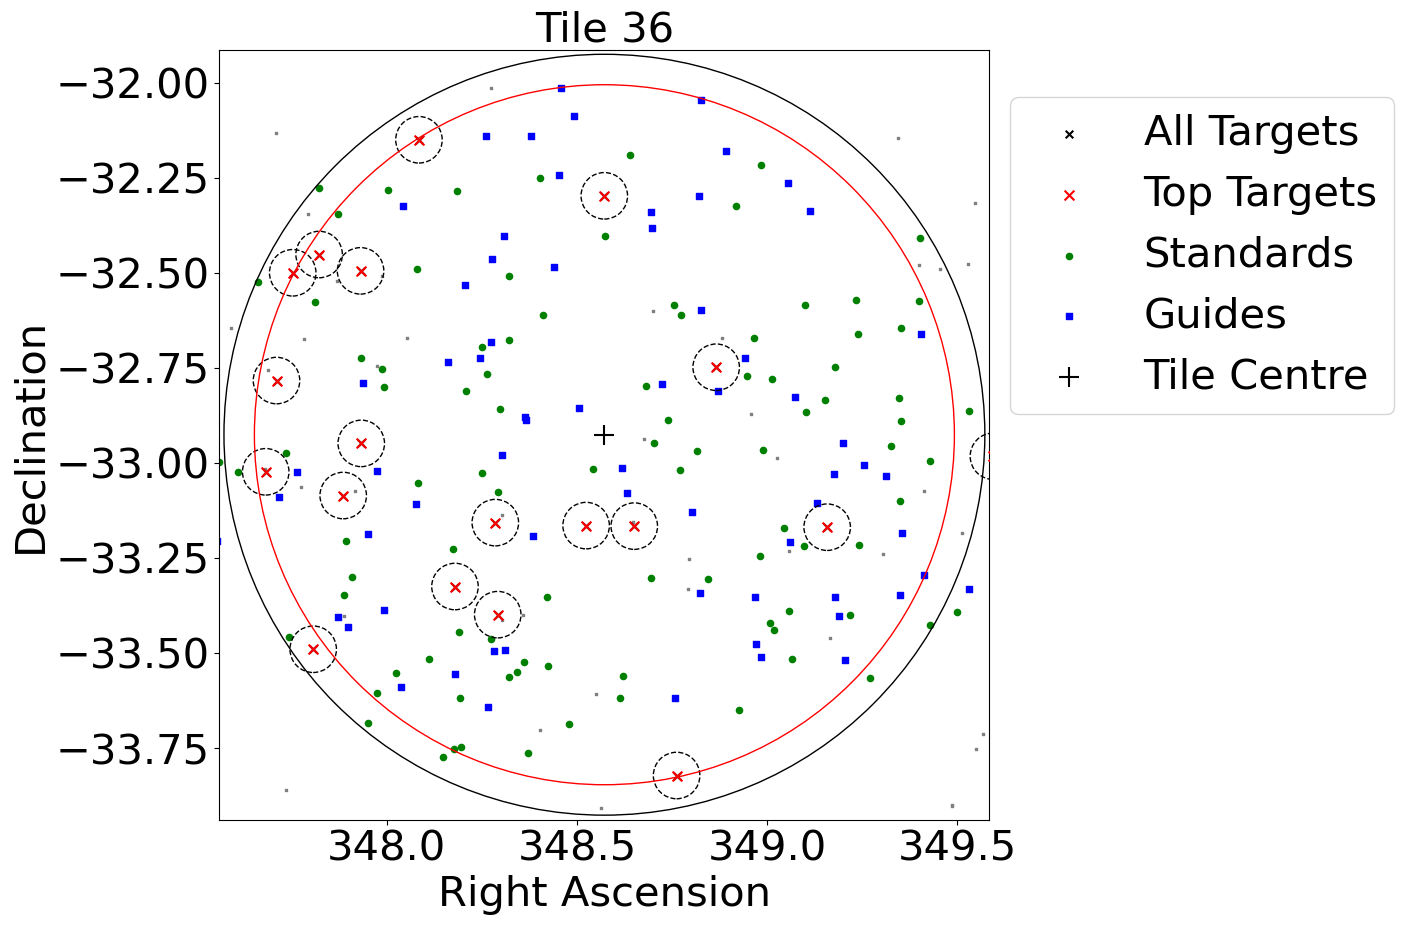 Tile 36
−32.00
−32.25
−32.50
−32.75
−33.00
−33.25
−33.50
−33.75
Declination
348.0 348.5 349.0 349.5
Right Ascension
All Targets
Top Targets
Standards
Guides
Tile Centre